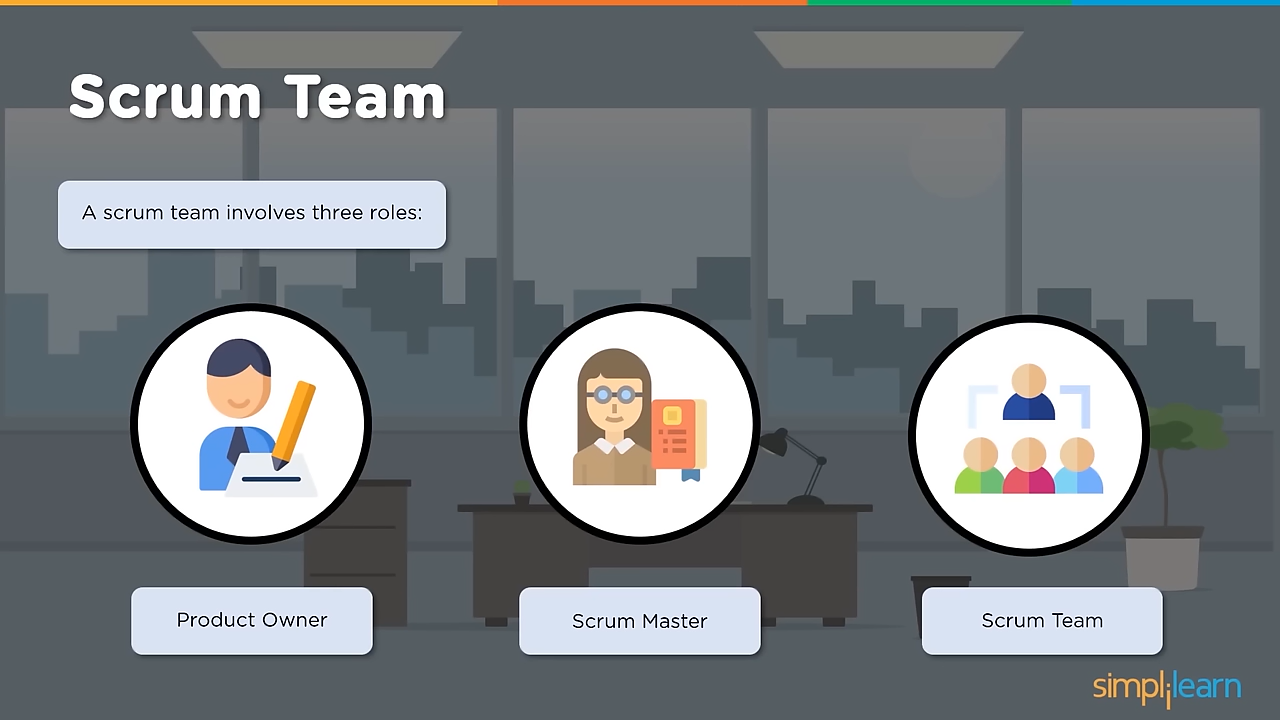 Scrum Team
A scrum team involves three roles:
Product Owner
Scrum Master
Scrum Team
simplilearn